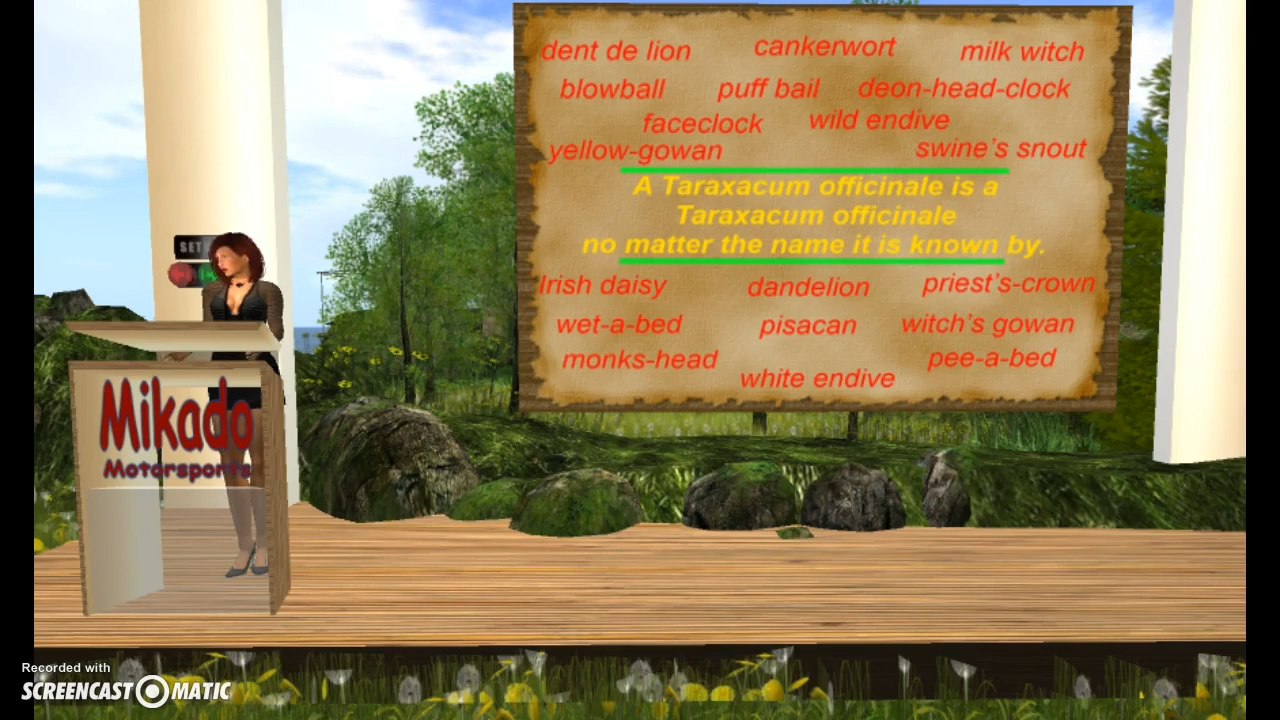 dent de lion cankerwort milk witch
blowball puff bail deon-head-clock
faceclock wild endive
yellow-gowan swine's snout
A Taraxacum officinale is a
Taraxacum officinale
no matter the name it is known by.
Irish daisy dandelion priest's-crown
wet-a-bed pisacan witch's gowan
monks-head pee-a-bed
white endive
SET
Mikado
Motorsports
Recorded with
SCREENCAST-O-MATIC